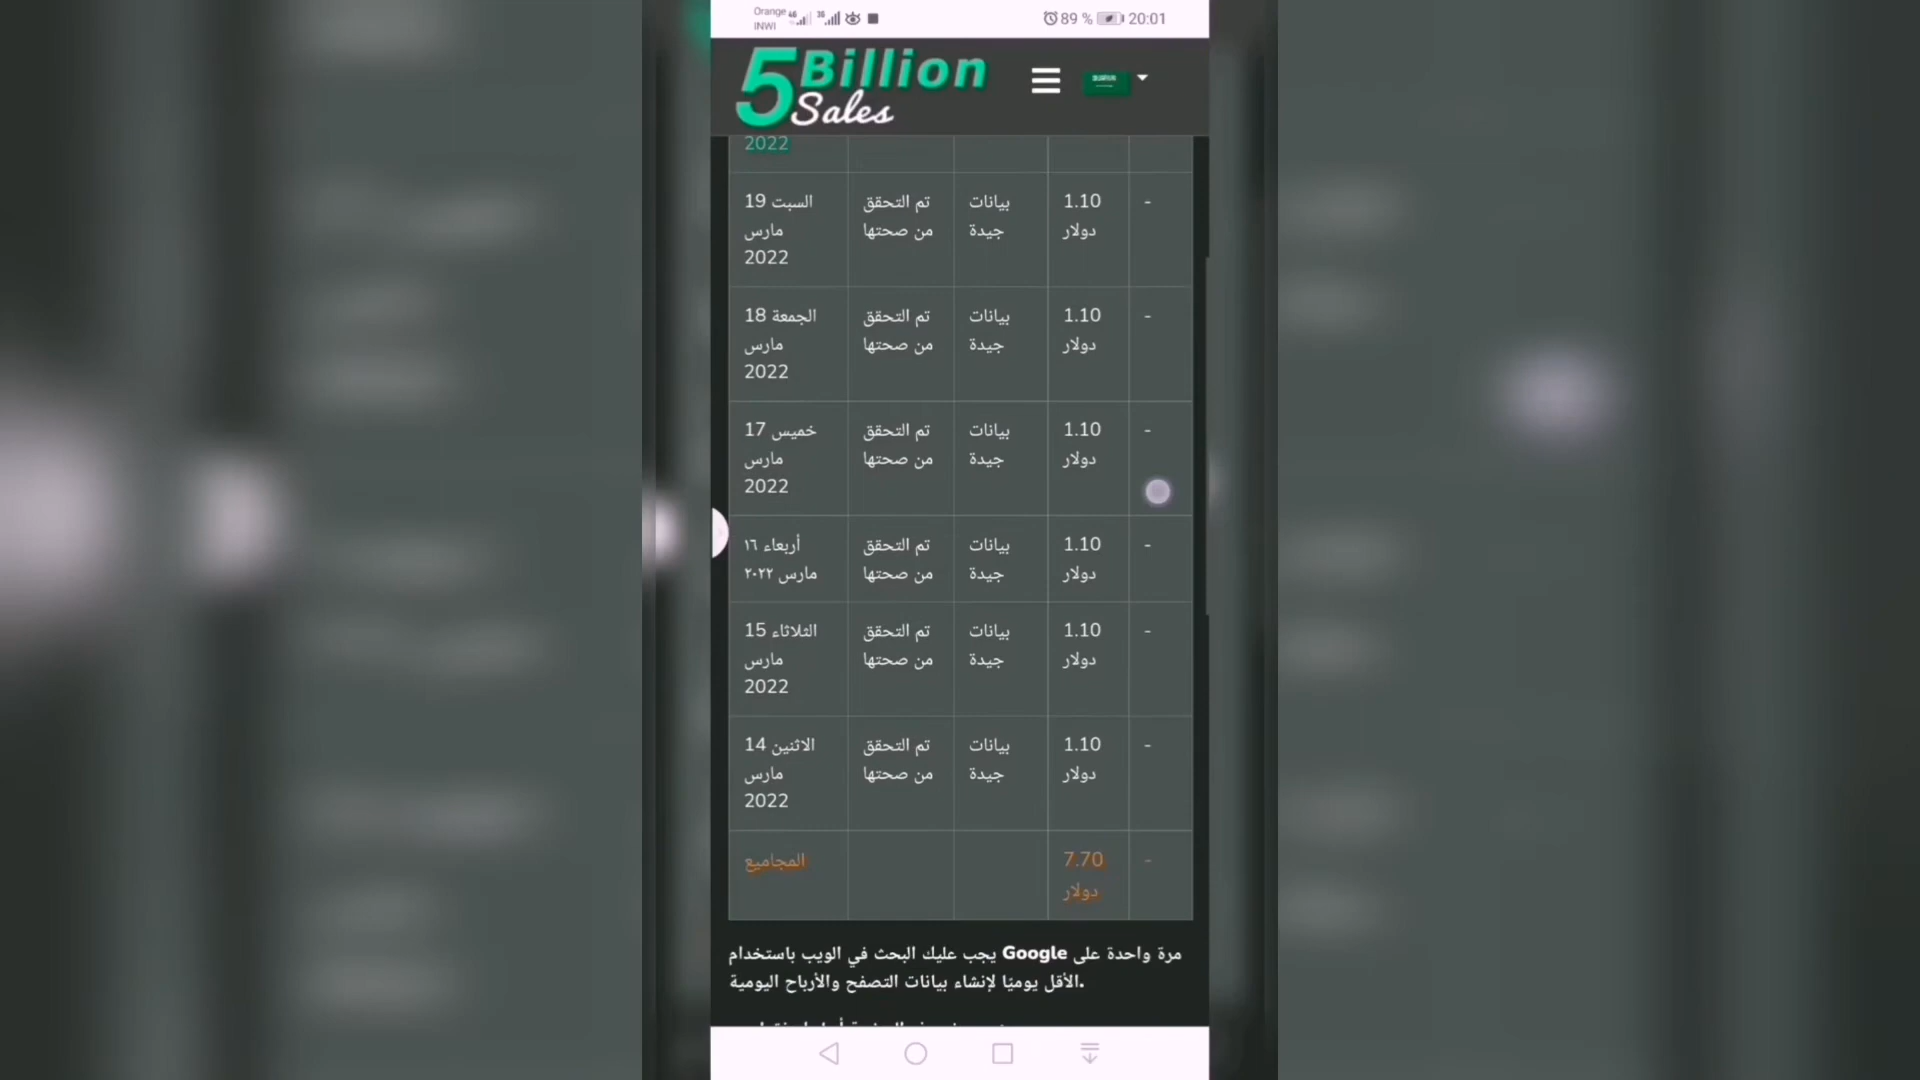 Orange 4G 3G 89 % 20:01
INWI
5 Billion
Sales
2022
19 السبت
مارس
2022
تم التحقق
من صحتها
بيانات
جيدة
1.10
دولار
-
18 الجمعة
مارس
2022
تم التحقق
من صحتها
بيانات
جيدة
1.10
دولار
-
17 خميس
مارس
2022
تم التحقق
من صحتها
بيانات
جيدة
1.10
دولار
-
أربعاء ١٦
مارس ٢٠٢٢
تم التحقق
من صحتها
بيانات
جيدة
1.10
دولار
-
15 الثلاثاء
مارس
2022
تم التحقق
من صحتها
بيانات
جيدة
1.10
دولار
-
14 الاثنين
مارس
2022
تم التحقق
من صحتها
بيانات
جيدة
1.10
دولار
-
المجاميع
7.70
دولار
-
يجب عليك البحث في الويب باستخدام Google مرة واحدة على
الأقل يوميًا لإنشاء بيانات التصفح والأرباح اليومية.